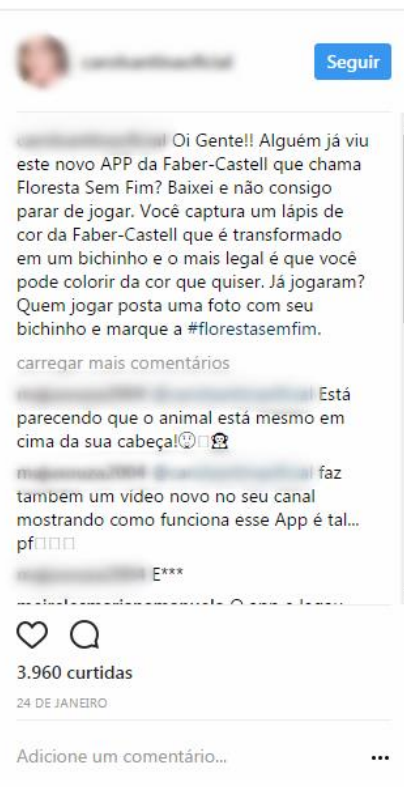 Seguir
Oi Gente!! Alguém já viu
este novo APP da Faber-Castell que chama
Floresta Sem Fim? Baixei e não consigo
parar de jogar. Você captura um lápis de
cor da Faber-Castell que é transformado
em um bichinho e o mais legal é que você
pode colorir da cor que quiser. Já jogaram?
Quem jogar posta uma foto com seu
bichinho e marque a #florestasemfim.
carregar mais comentários
Está
parecendo que o animal está mesmo em
cima da sua cabeça!
faz
tambem um video novo no seu canal
mostrando como funciona esse App é tal...
pf
E***
3.960 curtidas
24 DE JANEIRO
Adicione um comentário...